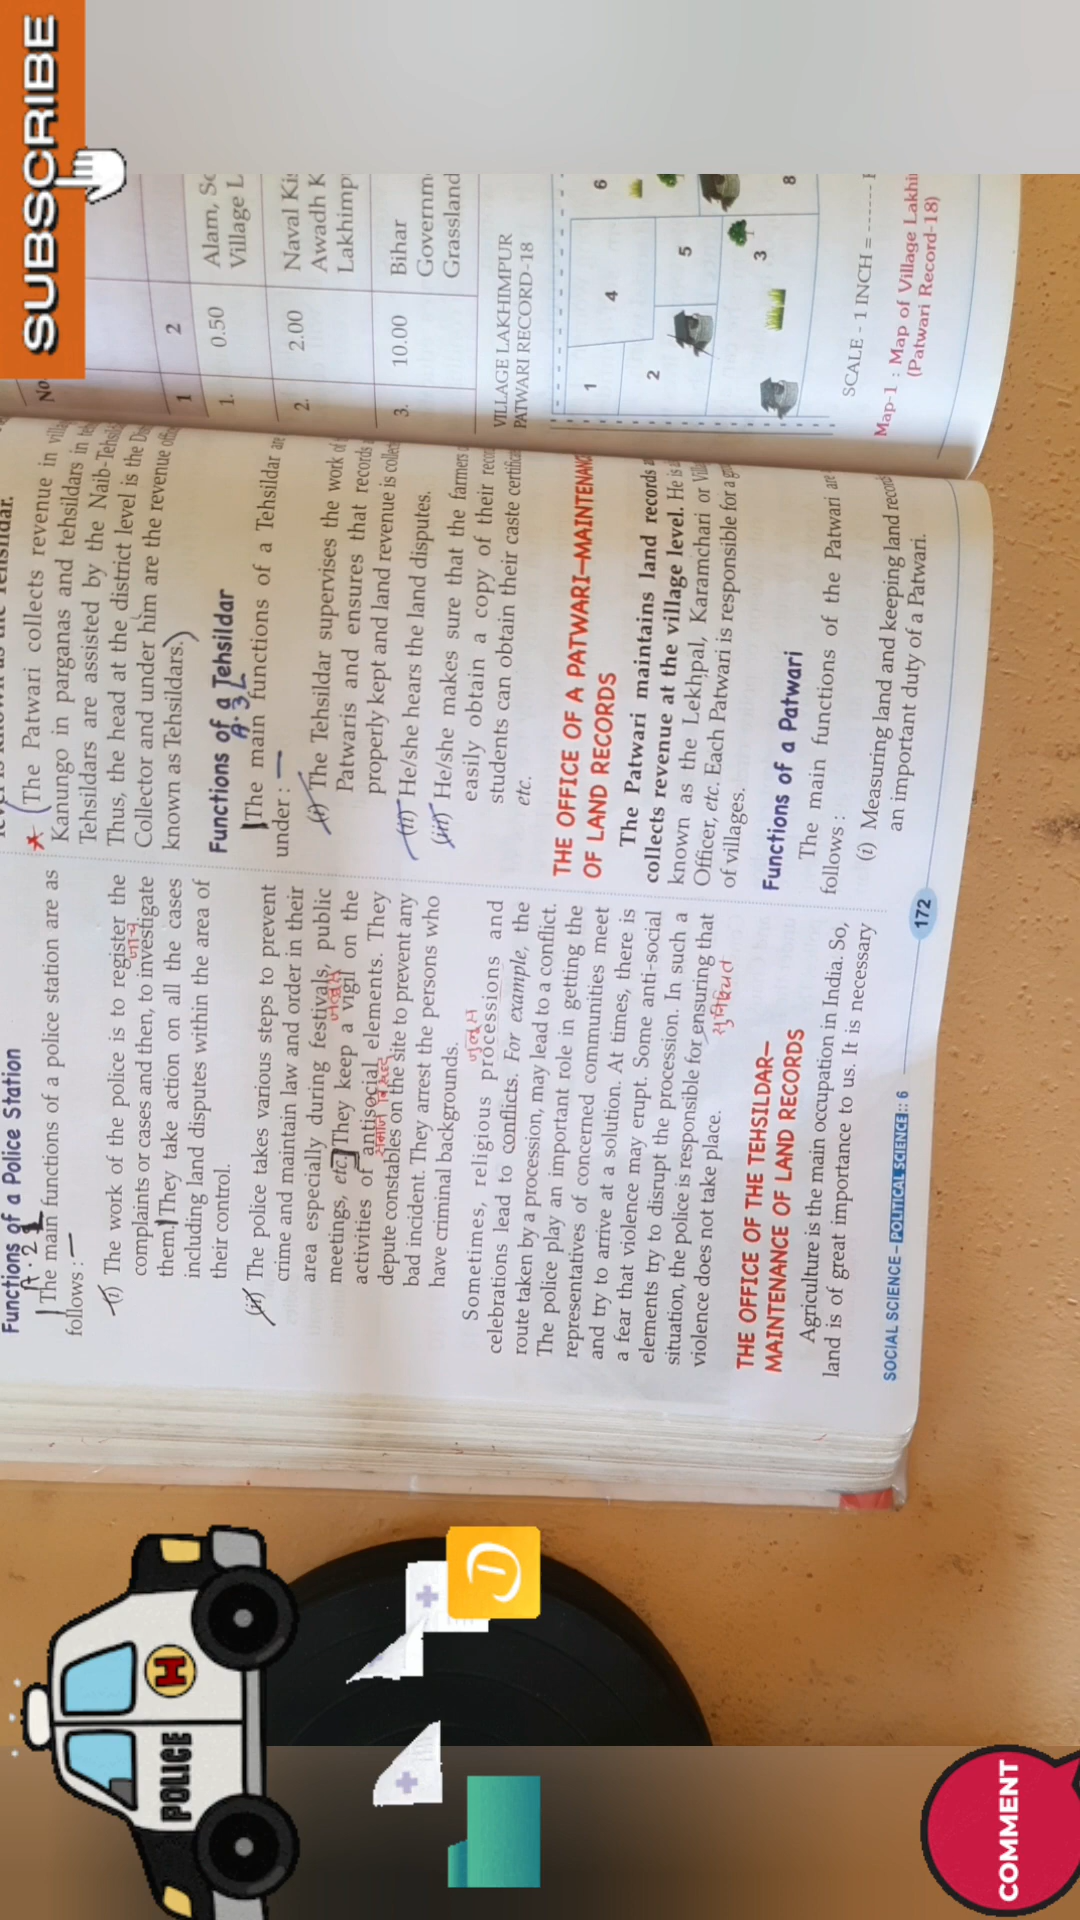 SUBSCRIBE
Functions of a Police Station
A·2
The main functions of a police station are as
follows :—
(i) The work of the police is to register the
जांच
complaints or cases and then, to investigate
them. They take action on all the cases
including land disputes within the area of
their control.
(ii) The police takes various steps to prevent
crime and maintain law and order in their
area especially during festivals, public
meetings, etc. They keep a vigil on the
activities of antisocial elements. They
depute constables on the site to prevent any
bad incident. They arrest the persons who
have criminal backgrounds.
जुलूस
Sometimes, religious processions and
celebrations lead to conflicts. For example, the
route taken by a procession, may lead to a conflict.
The police play an important role in getting the
representatives of concerned communities meet
and try to arrive at a solution. At times, there is
a fear that violence may erupt. Some anti-social
elements try to disrupt the procession. In such a
situation, the police is responsible for ensuring that
violence does not take place.
सुनिश्चित
THE OFFICE OF THE TEHSILDAR—
MAINTENANCE OF LAND RECORDS
Agriculture is the main occupation in India. So,
land is of great importance to us. It is necessary
The Patwari collects revenue in
Kanungo in parganas and tehsildars in
Tehsildars are assisted by the Naib-Tehsil
Thus, the head at the district level is the
Collector and under him are the revenue
known as Tehsildars.)
Functions of a Tehsildar
A·3
The main functions of a Tehsildar are
under :—
(i) The Tehsildar supervises the work of
Patwaris and ensures that records
properly kept and land revenue is
(ii) He/she hears the land disputes.
(iii) He/she makes sure that the farmers
easily obtain a copy of their
students can obtain their caste
etc.
THE OFFICE OF A PATWARI—MAINTENANC
OF LAND RECORDS
The Patwari maintains land records
collects revenue at the village level. He is
known as the Lekhpal, Karamchari or
Officer, etc. Each Patwari is responsible for a
of villages.
Functions of a Patwari
The main functions of the Patwari are
follows :
(i) Measuring land and keeping land record
an important duty of a Patwari.
SOCIAL SCIENCE – POLITICAL SCIENCE :: 6
172
No
1 2
1. 0.50 Alam,
Village L
2. 2.00 Naval
Awadh K
Lakhimp
3. 10.00 Bihar
Governm
Grassland
VILLAGE LAKHIMPUR
PATWARI RECORD-18
1
4
6
2
5
3
8
SCALE – 1 INCH = ------
Map-1 : Map of Village Lakhi
(Patwari Record-18)
POLICE
H
D
COMMENT